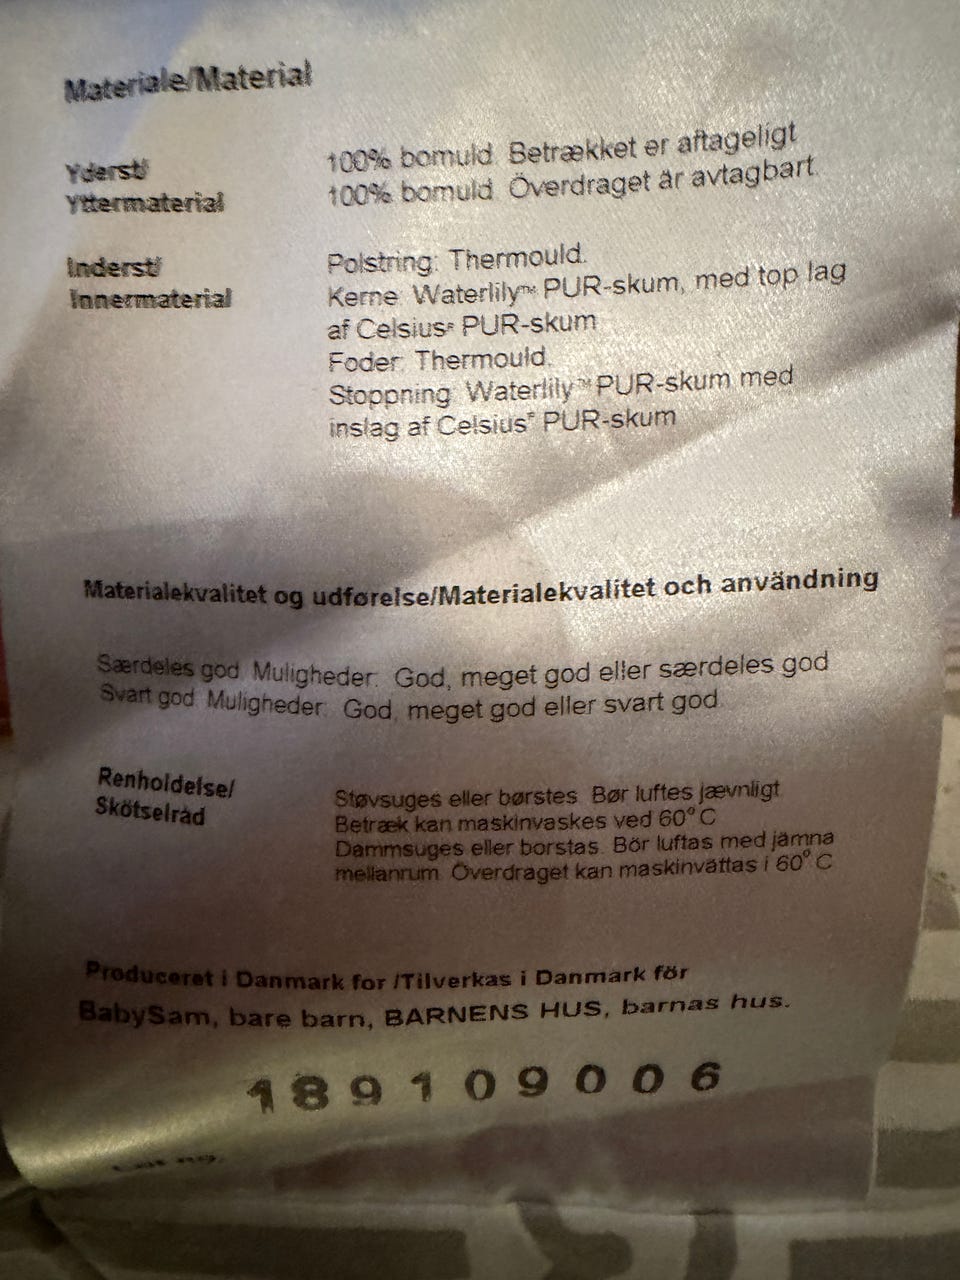 Materiale/Material
Yderst/
Yttermaterial
100% bomuld. Betrækket er aftageligt
100% bomuld. Överdraget är avtagbart.
Inderst/
Innermaterial
Polstring: Thermould.
Kerne: Waterlily™ PUR-skum, med top lag
af Celsius® PUR-skum
Foder: Thermould.
Stoppning: Waterlily™ PUR-skum med
inslag af Celsius® PUR-skum
Materialekvalitet og udførelse/Materialekvalitet och användning
Særdeles god. Muligheder: God, meget god eller særdeles god
Svart god. Muligheder: God, meget god eller svart god.
Renholdelse/
Skötselråd
Støvsuges eller børstes. Bør luftes jævnligt
Betræk kan maskinvaskes ved 60° C
Dammsuges eller borstas. Bör luftas med jämna
mellanrum. Överdraget kan maskinvättas i 60° C
Produceret i Danmark for /Tilverkas i Danmark för
BabySam, bare barn, BARNENS HUS, barnas hus.
189109006